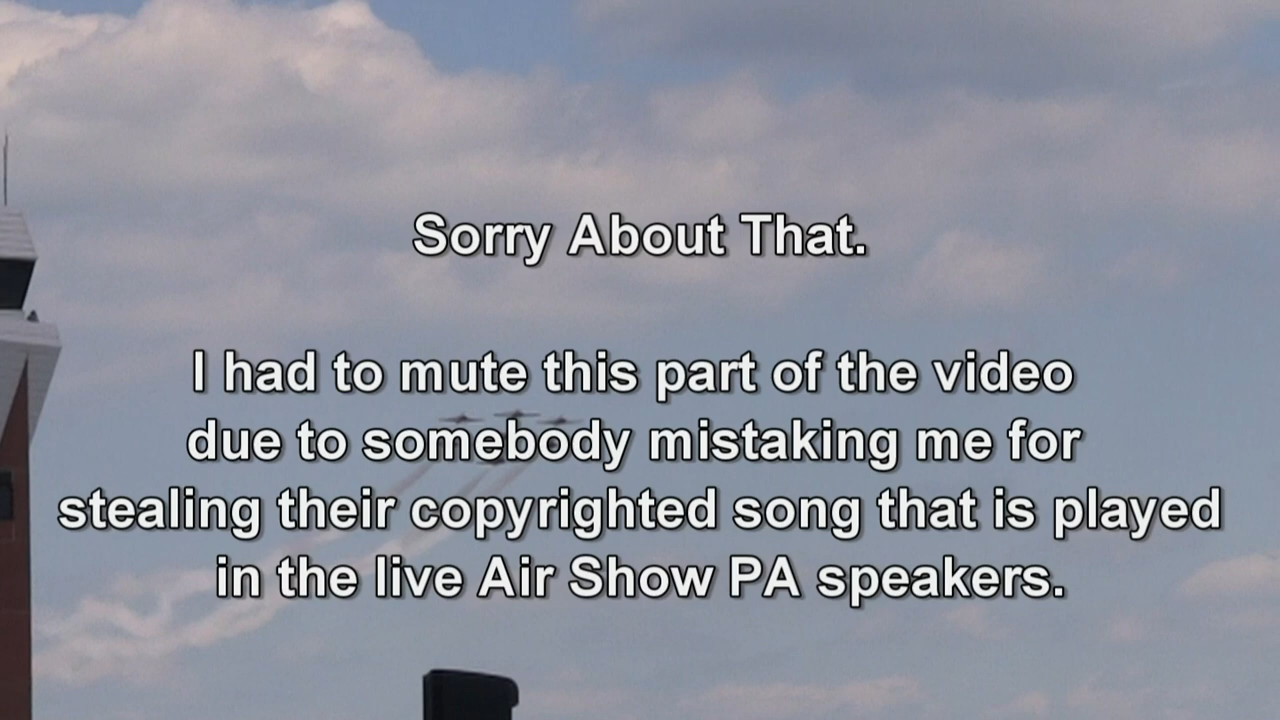 Sorry About That.
I had to mute this part of the video
due to somebody mistaking me for
stealing their copyrighted song that is played
in the live Air Show PA speakers.